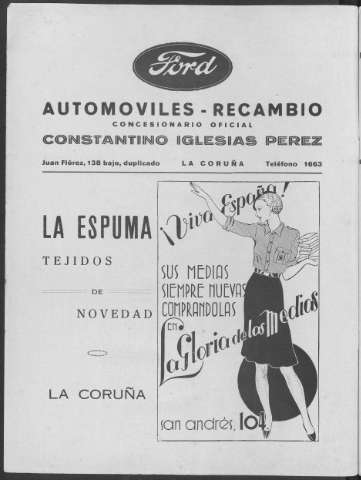 Ford
AUTOMOVILES - RECAMBIO
CONCESIONARIO OFICIAL
CONSTANTINO IGLESIAS PEREZ
Juan Flórez, 138 bajo, duplicado LA CORUÑA Teléfono 1663
LA ESPUMA
TEJIDOS
DE
NOVEDAD
LA CORUÑA
¡Viva España!
SUS MEDIAS
SIEMPRE NUEVAS
COMPRANDOLAS
EN
La Gloria de las Medias
san andrés, 104